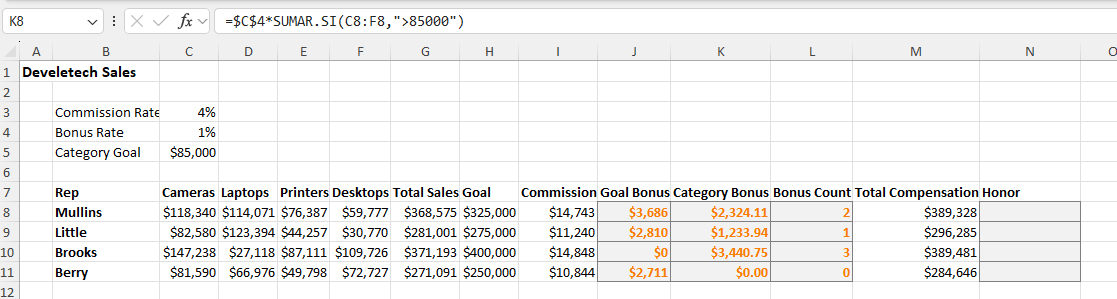 K8 fx =$C$4*SUMAR.SI(C8:F8,">85000")
A B C D E F G H I J K L M N O
1 Develetech Sales
2
3 Commission Rate 4%
4 Bonus Rate 1%
5 Category Goal $85,000
6
7 Rep Cameras Laptops Printers Desktops Total Sales Goal Commission Goal Bonus Category Bonus Bonus Count Total Compensation Honor
8 Mullins $118,340 $114,071 $76,387 $59,777 $368,575 $325,000 $14,743 $3,686 $2,324.11 2 $389,328
9 Little $82,580 $123,394 $44,257 $30,770 $281,001 $275,000 $11,240 $2,810 $1,233.94 1 $296,285
10 Brooks $147,238 $27,118 $87,111 $109,726 $371,193 $400,000 $14,848 $0 $3,440.75 3 $389,481
11 Berry $81,590 $66,976 $49,798 $72,727 $271,091 $250,000 $10,844 $2,711 $0.00 0 $284,646
12